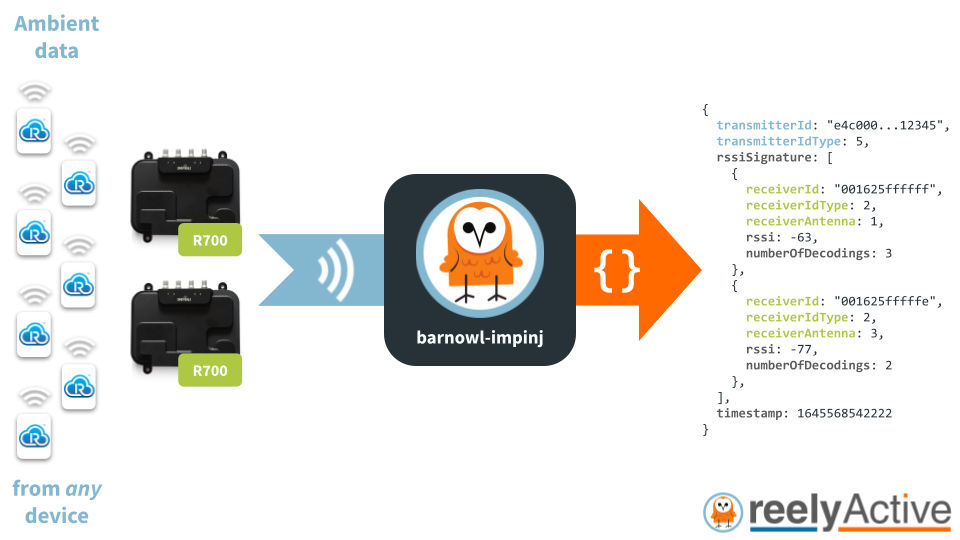 Ambient
data
R
R
R
R
R
R
R
IMPINJ
R700
IMPINJ
R700
{}
barnowl-impinj
{
transmitterId: "e4c000...12345",
transmitterIdType: 5,
rssiSignature: [
{
receiverId: "001625ffffff",
receiverIdType: 2,
receiverAntenna: 1,
rssi: -63,
numberOfDecodings: 3
},
{
receiverId: "001625fffffe",
receiverIdType: 2,
receiverAntenna: 3,
rssi: -77,
numberOfDecodings: 2
},
],
timestamp: 1645568542222
}
from any
device
reelyActive